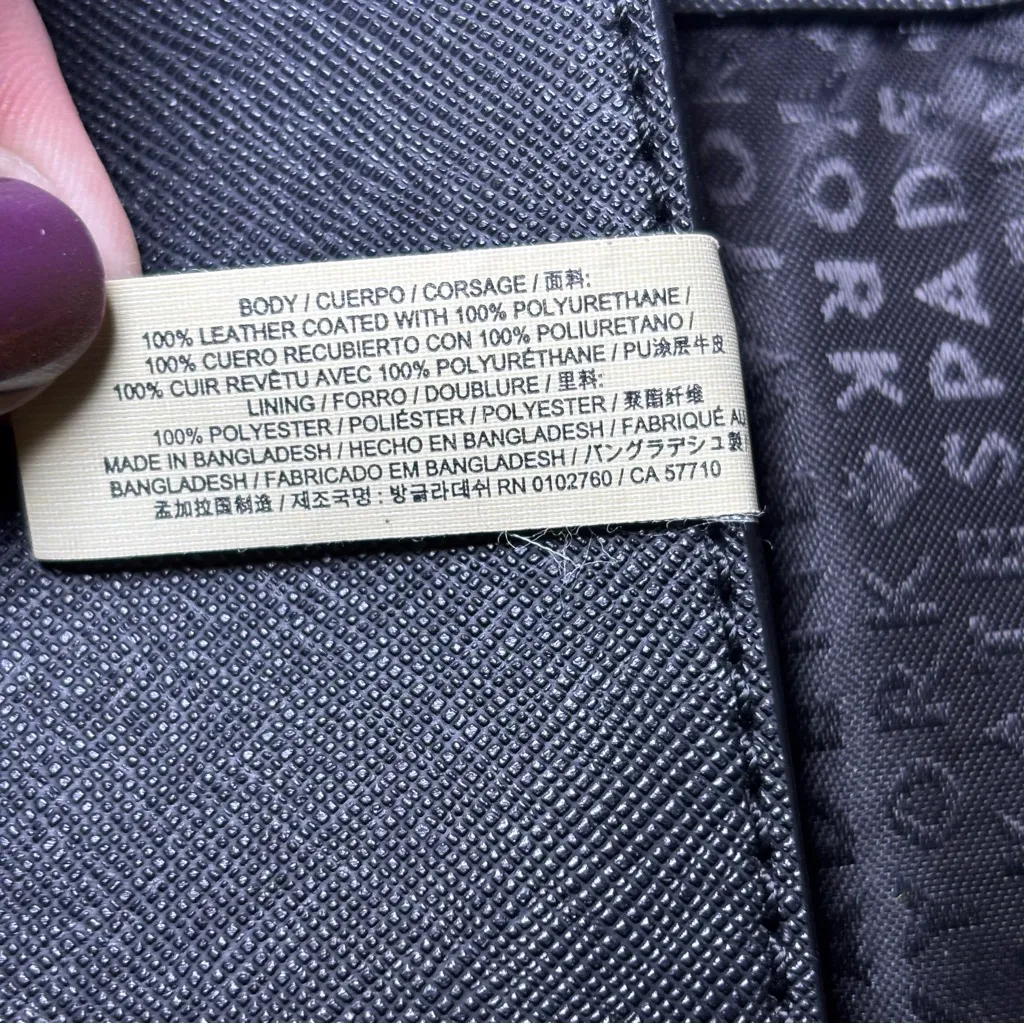 BODY / CUERPO / CORSAGE / 面料:
100% LEATHER COATED WITH 100% POLYURETHANE /
100% CUERO RECUBIERTO CON 100% POLIURETANO /
100% CUIR REVÊTU AVEC 100% POLYURÉTHANE / PU涂层牛皮
LINING / FORRO / DOUBLURE / 里料:
100% POLYESTER / POLIÉSTER / POLYESTER / 聚酯纤维
MADE IN BANGLADESH / HECHO EN BANGLADESH / FABRIQUÉ AU
BANGLADESH / FABRICADO EM BANGLADESH / バングラデシュ製
孟加拉国制造 / 제조국명 : 방글라데쉬 RN 0102760 / CA 57710
SPADE
YORK
YORK